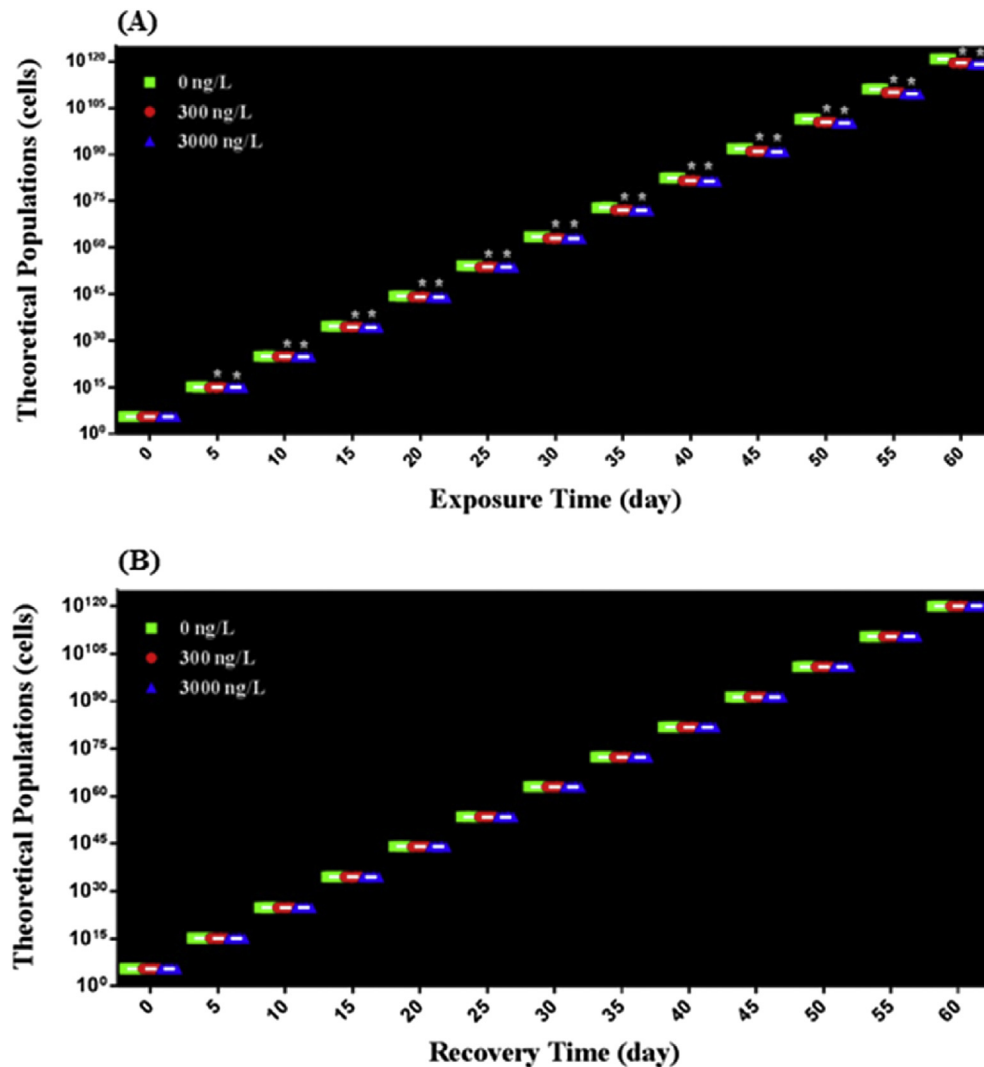 (A)
Theoretical Populations (cells)
10^120
10^105
10^90
10^75
10^60
10^45
10^30
10^15
10^0
0 ng/L
300 ng/L
3000 ng/L
* *
* *
* *
* *
* *
* *
* *
* *
* *
* *
* *
* *
0 5 10 15 20 25 30 35 40 45 50 55 60
Exposure Time (day)
(B)
Theoretical Populations (cells)
10^120
10^105
10^90
10^75
10^60
10^45
10^30
10^15
10^0
0 ng/L
300 ng/L
3000 ng/L
0 5 10 15 20 25 30 35 40 45 50 55 60
Recovery Time (day)